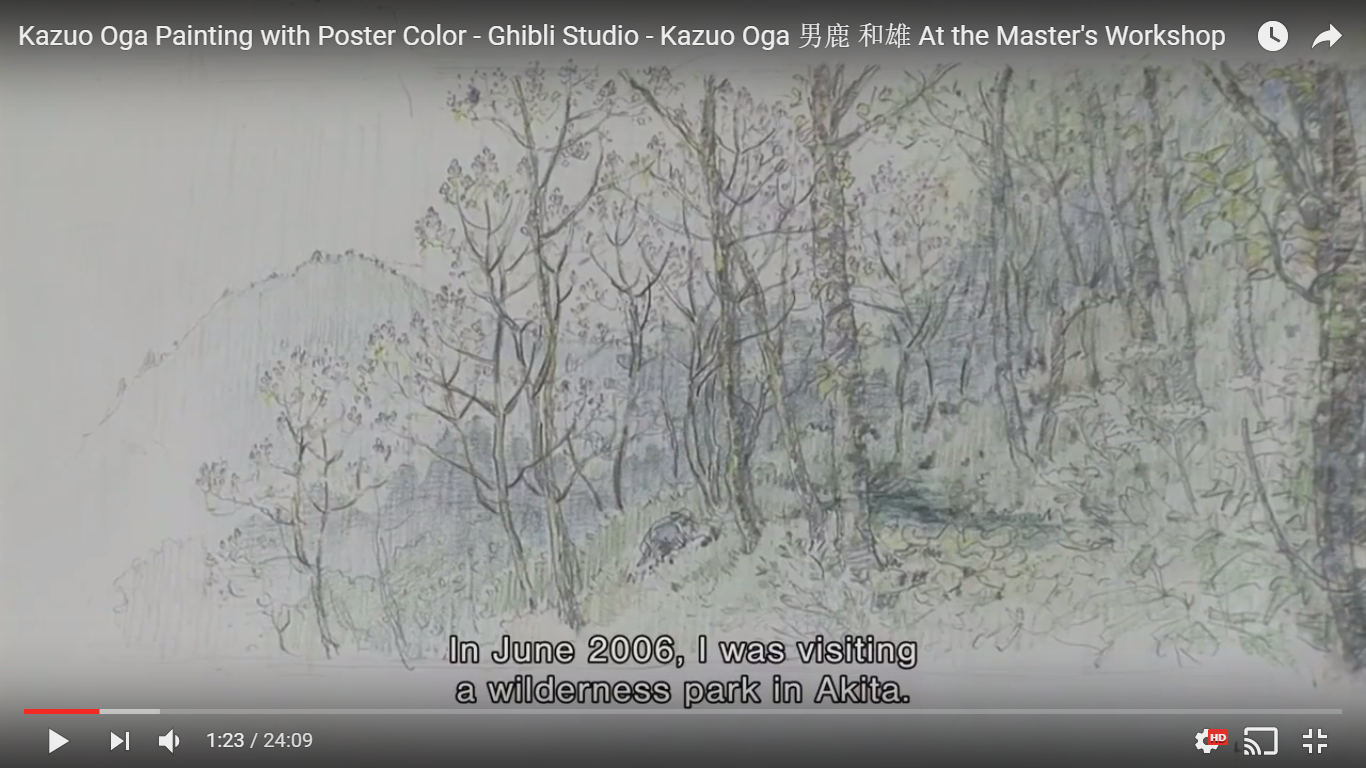 Kazuo Oga Painting with Poster Color - Ghibli Studio - Kazuo Oga 男鹿 和雄 At the Master's Workshop
In June 2006, I was visiting
a wilderness park in Akita.
1:23 / 24:09
HD